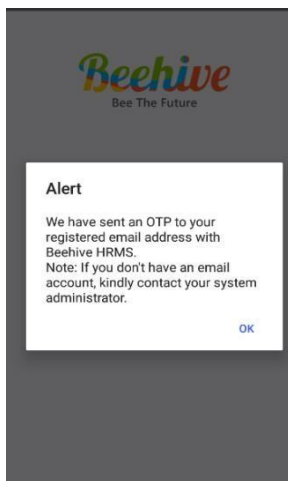 Beehive
Bee The Future
Alert
We have sent an OTP to your
registered email address with
Beehive HRMS.
Note: If you don't have an email
account, kindly contact your system
administrator.
OK